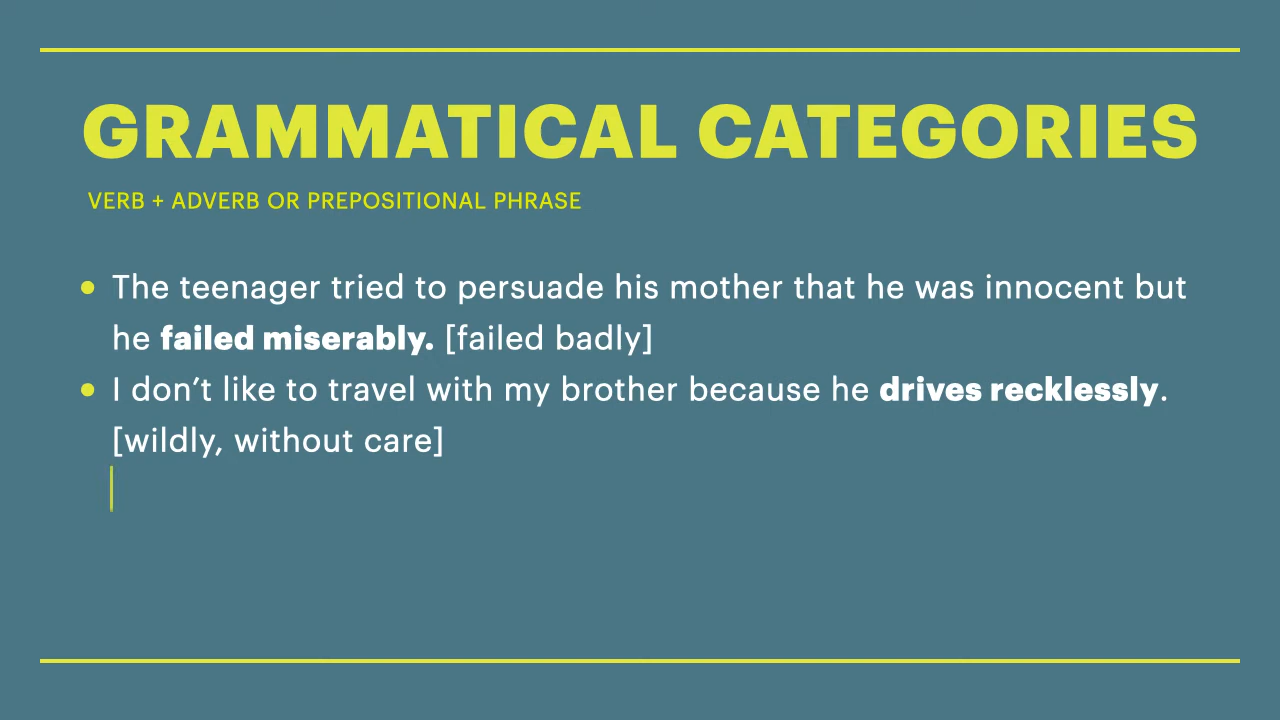 GRAMMATICAL CATEGORIES
VERB + ADVERB OR PREPOSITIONAL PHRASE
• The teenager tried to persuade his mother that he was innocent but
he failed miserably. [failed badly]
• I don’t like to travel with my brother because he drives recklessly.
[wildly, without care]